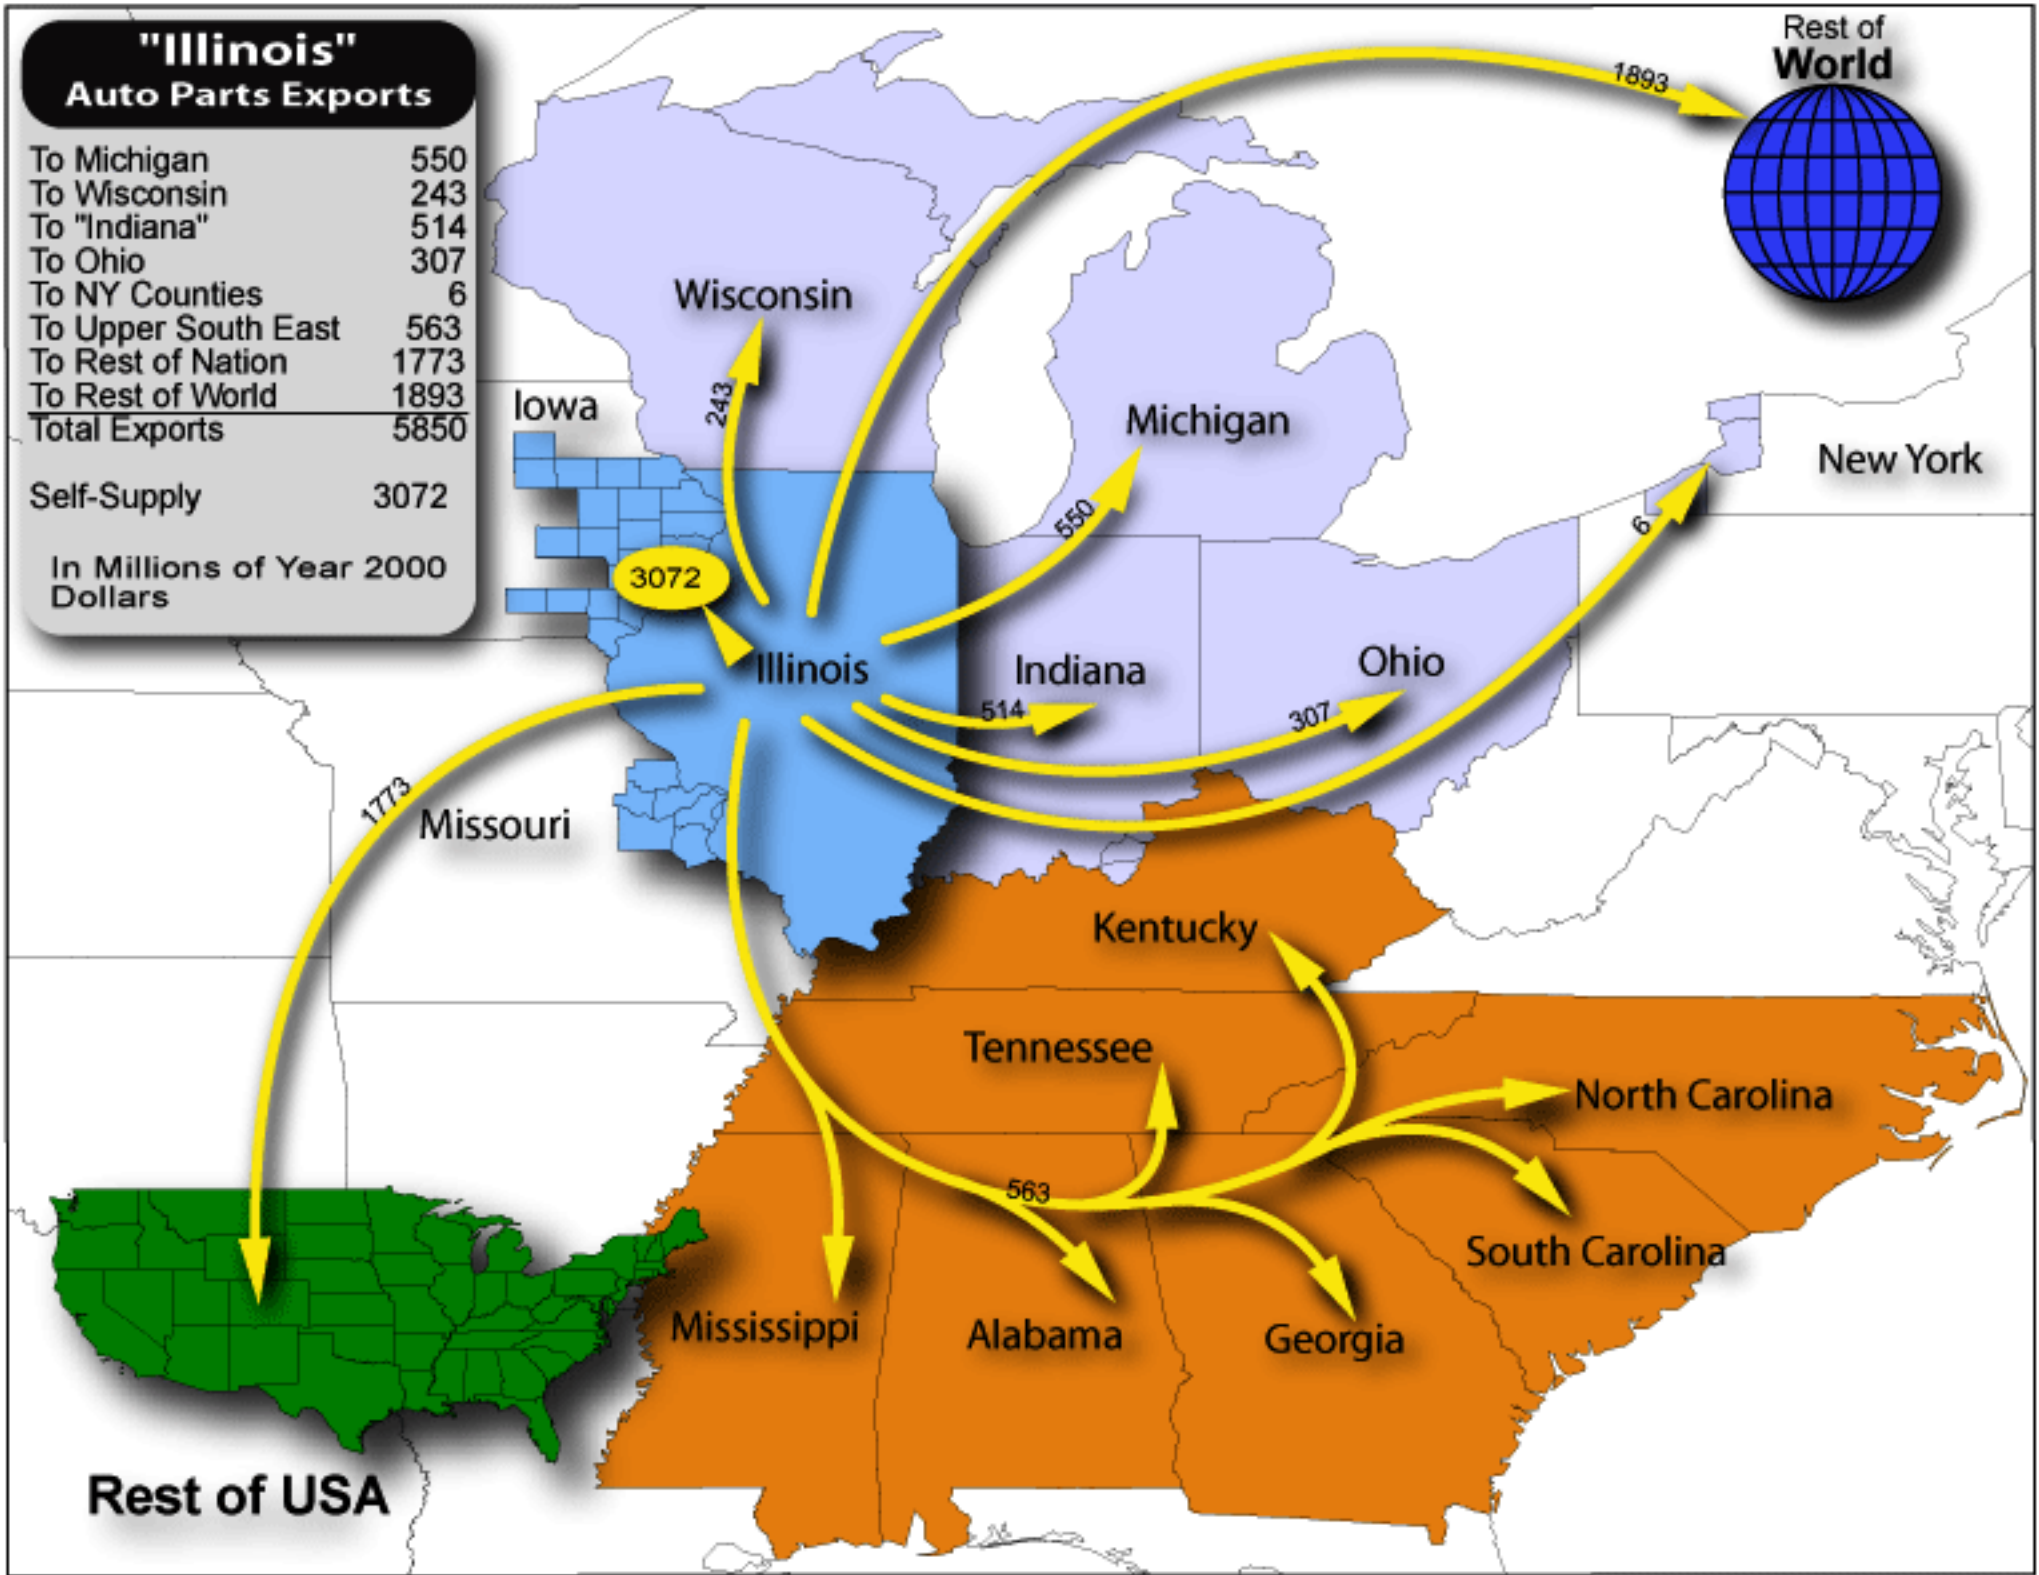 "Illinois"
Auto Parts Exports
To Michigan 550
To Wisconsin 243
To "Indiana" 514
To Ohio 307
To NY Counties 6
To Upper South East 563
To Rest of Nation 1773
To Rest of World 1893
Total Exports 5850
Self-Supply 3072
In Millions of Year 2000
Dollars
Rest of
World
1893
Wisconsin
243
Iowa
Michigan
550
New York
6
3072
Illinois
Indiana
514
Ohio
307
1773
Missouri
Kentucky
Tennessee
North Carolina
563
South Carolina
Mississippi
Alabama
Georgia
Rest of USA